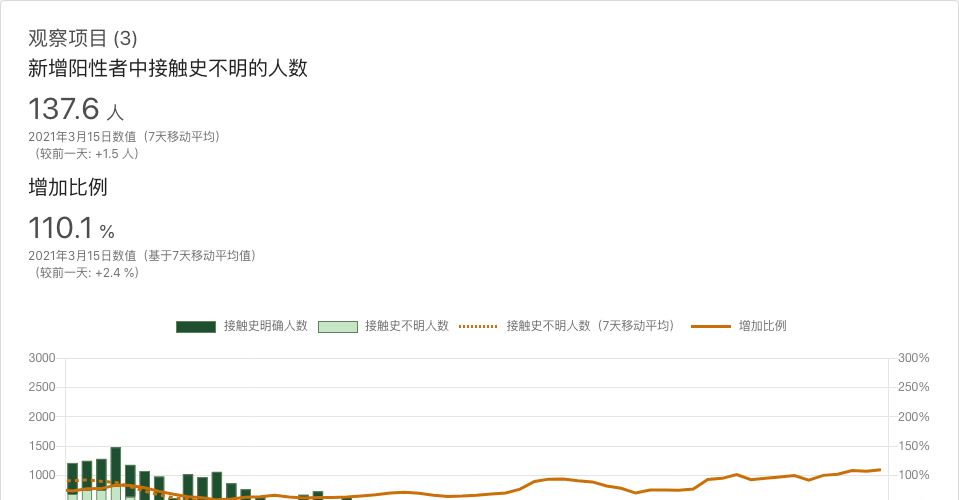 观察项目 (3)
新增阳性者中接触史不明的人数
137.6 人
2021年3月15日数值（7天移动平均）
（较前一天: +1.5 人）
增加比例
110.1 %
2021年3月15日数值（基于7天移动平均值）
（较前一天: +2.4 %）
接触史明确人数 接触史不明人数 接触史不明人数（7天移动平均） 增加比例
3000 300%
2500 250%
2000 200%
1500 150%
1000 100%